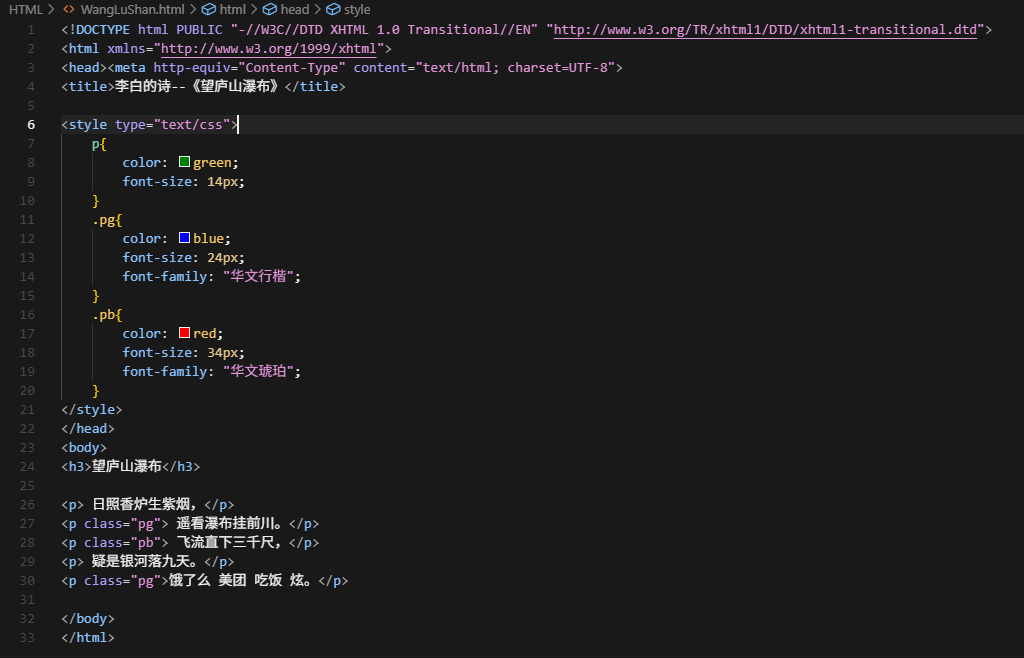 HTML > <> WangLuShan.html > html > head > style
1 <!DOCTYPE html PUBLIC "-//W3C//DTD XHTML 1.0 Transitional//EN" "http://www.w3.org/TR/xhtml1/DTD/xhtml1-transitional.dtd">
2 <html xmlns="http://www.w3.org/1999/xhtml">
3 <head><meta http-equiv="Content-Type" content="text/html; charset=UTF-8">
4 <title>李白的诗--《望庐山瀑布》</title>
5
6 <style type="text/css">
7     p{
8         color: green;
9         font-size: 14px;
10     }
11     .pg{
12         color: blue;
13         font-size: 24px;
14         font-family: "华文行楷";
15     }
16     .pb{
17         color: red;
18         font-size: 34px;
19         font-family: "华文琥珀";
20     }
21 </style>
22 </head>
23 <body>
24 <h3>望庐山瀑布</h3>
25
26 <p> 日照香炉生紫烟，</p>
27 <p class="pg"> 遥看瀑布挂前川。</p>
28 <p class="pb"> 飞流直下三千尺，</p>
29 <p> 疑是银河落九天。</p>
30 <p class="pg">饿了么 美团 吃饭 炫。</p>
31
32 </body>
33 </html>